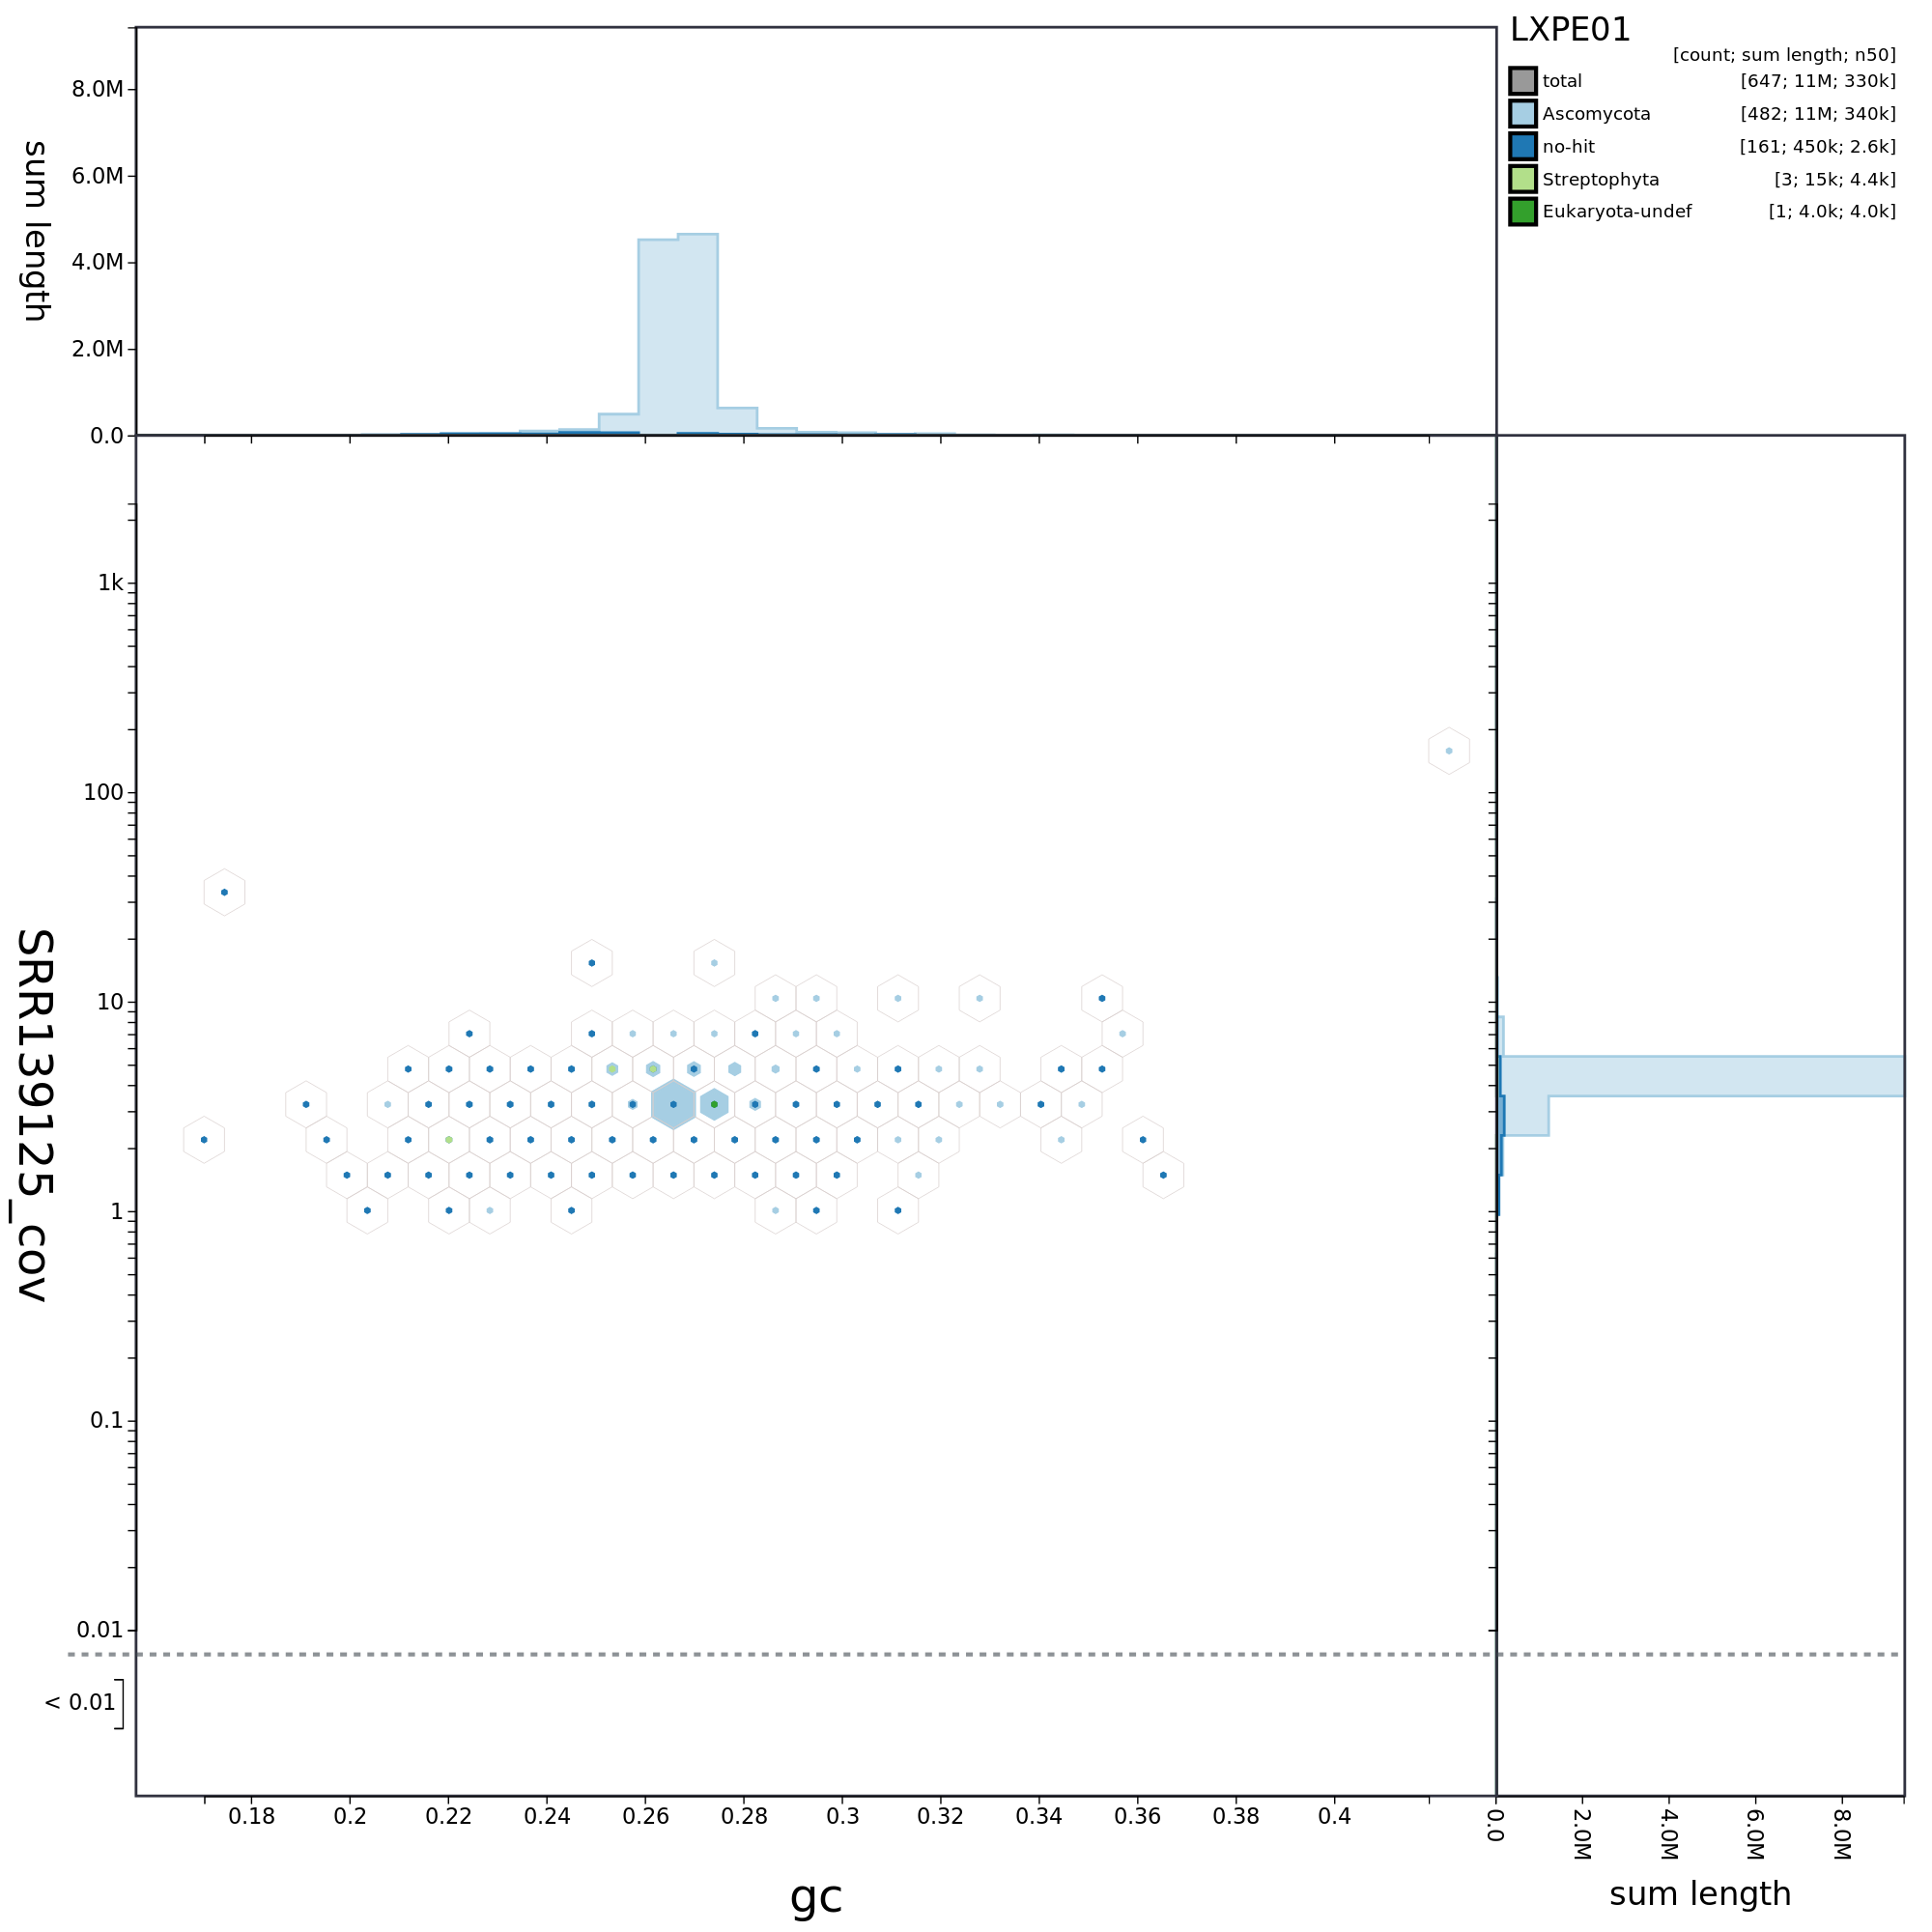 LXPE01
[count; sum length; n50]
total [647; 11M; 330k]
Ascomycota [482; 11M; 340k]
no-hit [161; 450k; 2.6k]
Streptophyta [3; 15k; 4.4k]
Eukaryota-undef [1; 4.0k; 4.0k]
sum length
8.0M
6.0M
4.0M
2.0M
0.0
SRR139125_cov
1k
100
10
1
0.1
0.01
< 0.01
0.18 0.2 0.22 0.24 0.26 0.28 0.3 0.32 0.34 0.36 0.38 0.4
gc
0.0 2.0M 4.0M 6.0M 8.0M
sum length